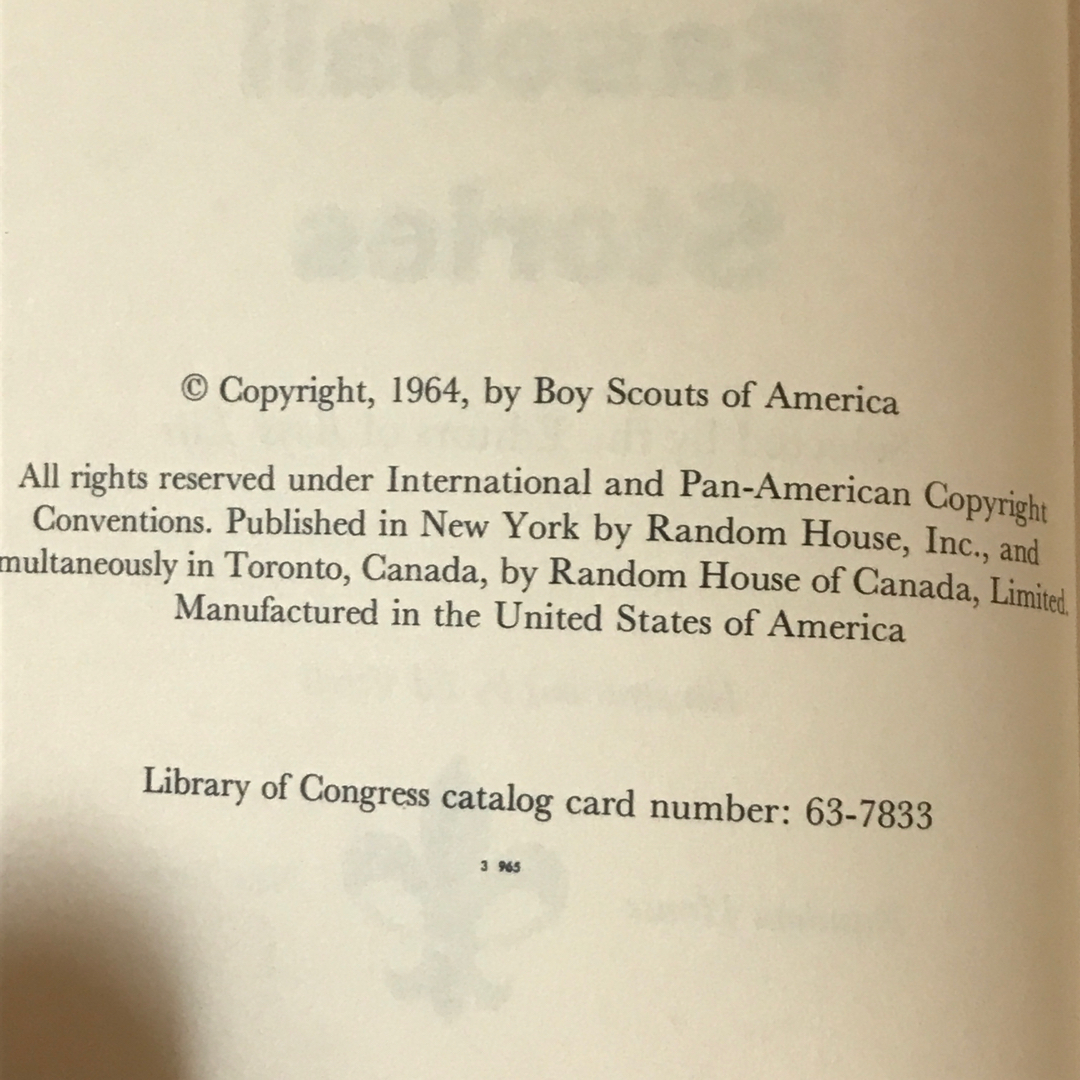 Baseball
Stories
© Copyright, 1964, by Boy Scouts of America
All rights reserved under International and Pan-American Copyright
Conventions. Published in New York by Random House, Inc., and
multaneously in Toronto, Canada, by Random House of Canada, Limited.
Manufactured in the United States of America
Library of Congress catalog card number: 63-7833
3 965